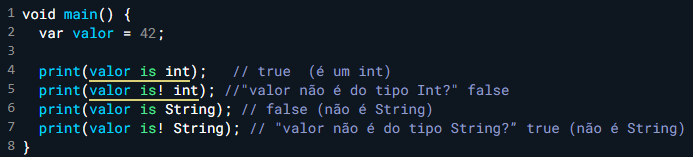 1 void main() {
2   var valor = 42;
3
4   print(valor is int);   // true  (é um int)
5   print(valor is! int); //"valor não é do tipo Int?" false
6   print(valor is String); // false (não é String)
7   print(valor is! String); // "valor não é do tipo String?” true (não é String)
8 }